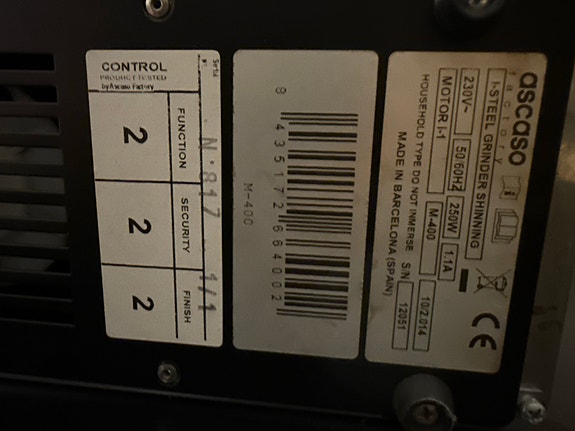 ascaso
factory
I-STEEL GRINDER SHINNING
230V~ 50/60Hz 250W 1.1A
MOTOR I-1 M-400 10/2.014
HOUSEHOLD TYPE DO NOT INMERSE S/N 12051
MADE IN BARCELONA (SPAIN)
CE
8 435172 664002
M-400
Serial
Nº.
N·817 1/1
CONTROL
PRODUCT TESTED
by Ascaso Factory
FUNCTION SECURITY FINISH
2 2 2